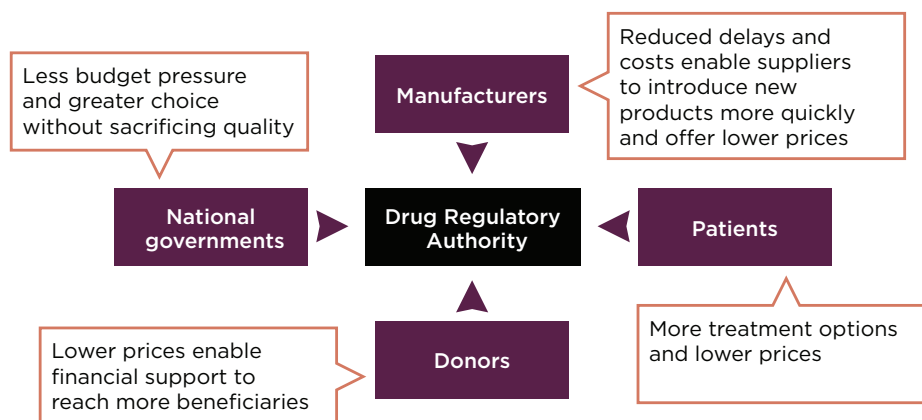 Less budget pressure
and greater choice
without sacrificing quality
Manufacturers
Reduced delays and
costs enable suppliers
to introduce new
products more quickly
and offer lower prices
National
governments
Drug Regulatory
Authority
Patients
Lower prices enable
financial support to
reach more beneficiaries
Donors
More treatment options
and lower prices